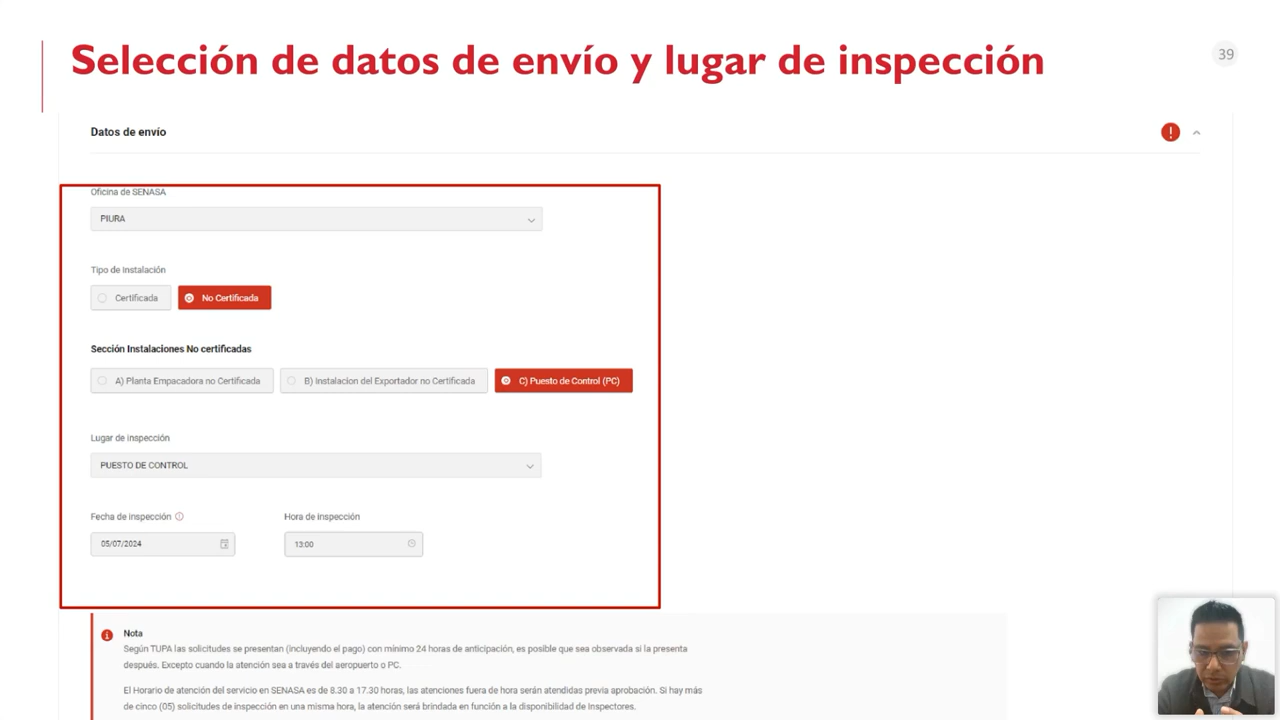 Selección de datos de envío y lugar de inspección
39
Datos de envío
Oficina de SENASA
PIURA
Tipo de instalación
Certificada
No Certificada
Sección Instalaciones No certificadas
A) Planta Empacadora no Certificada
B) Instalacion del Exportador no Certificada
C) Puesto de Control (PC)
Lugar de inspección
PUESTO DE CONTROL
Fecha de inspección
Hora de inspección
05/07/2024
13:00
Nota
Según TUPA las solicitudes se presentan (incluyendo el pago) con mínimo 24 horas de anticipación, es posible que sea observada si la presenta
después. Excepto cuando la atención sea a través del aeropuerto o PC.
El Horario de atención del servicio en SENASA es de 8.30 a 17.30 horas, las atenciones fuera de hora serán atendidas previa aprobación. Si hay más
de cinco (05) solicitudes de inspección en una misma hora, la atención será brindada en función a la disponibilidad de Inspectores.